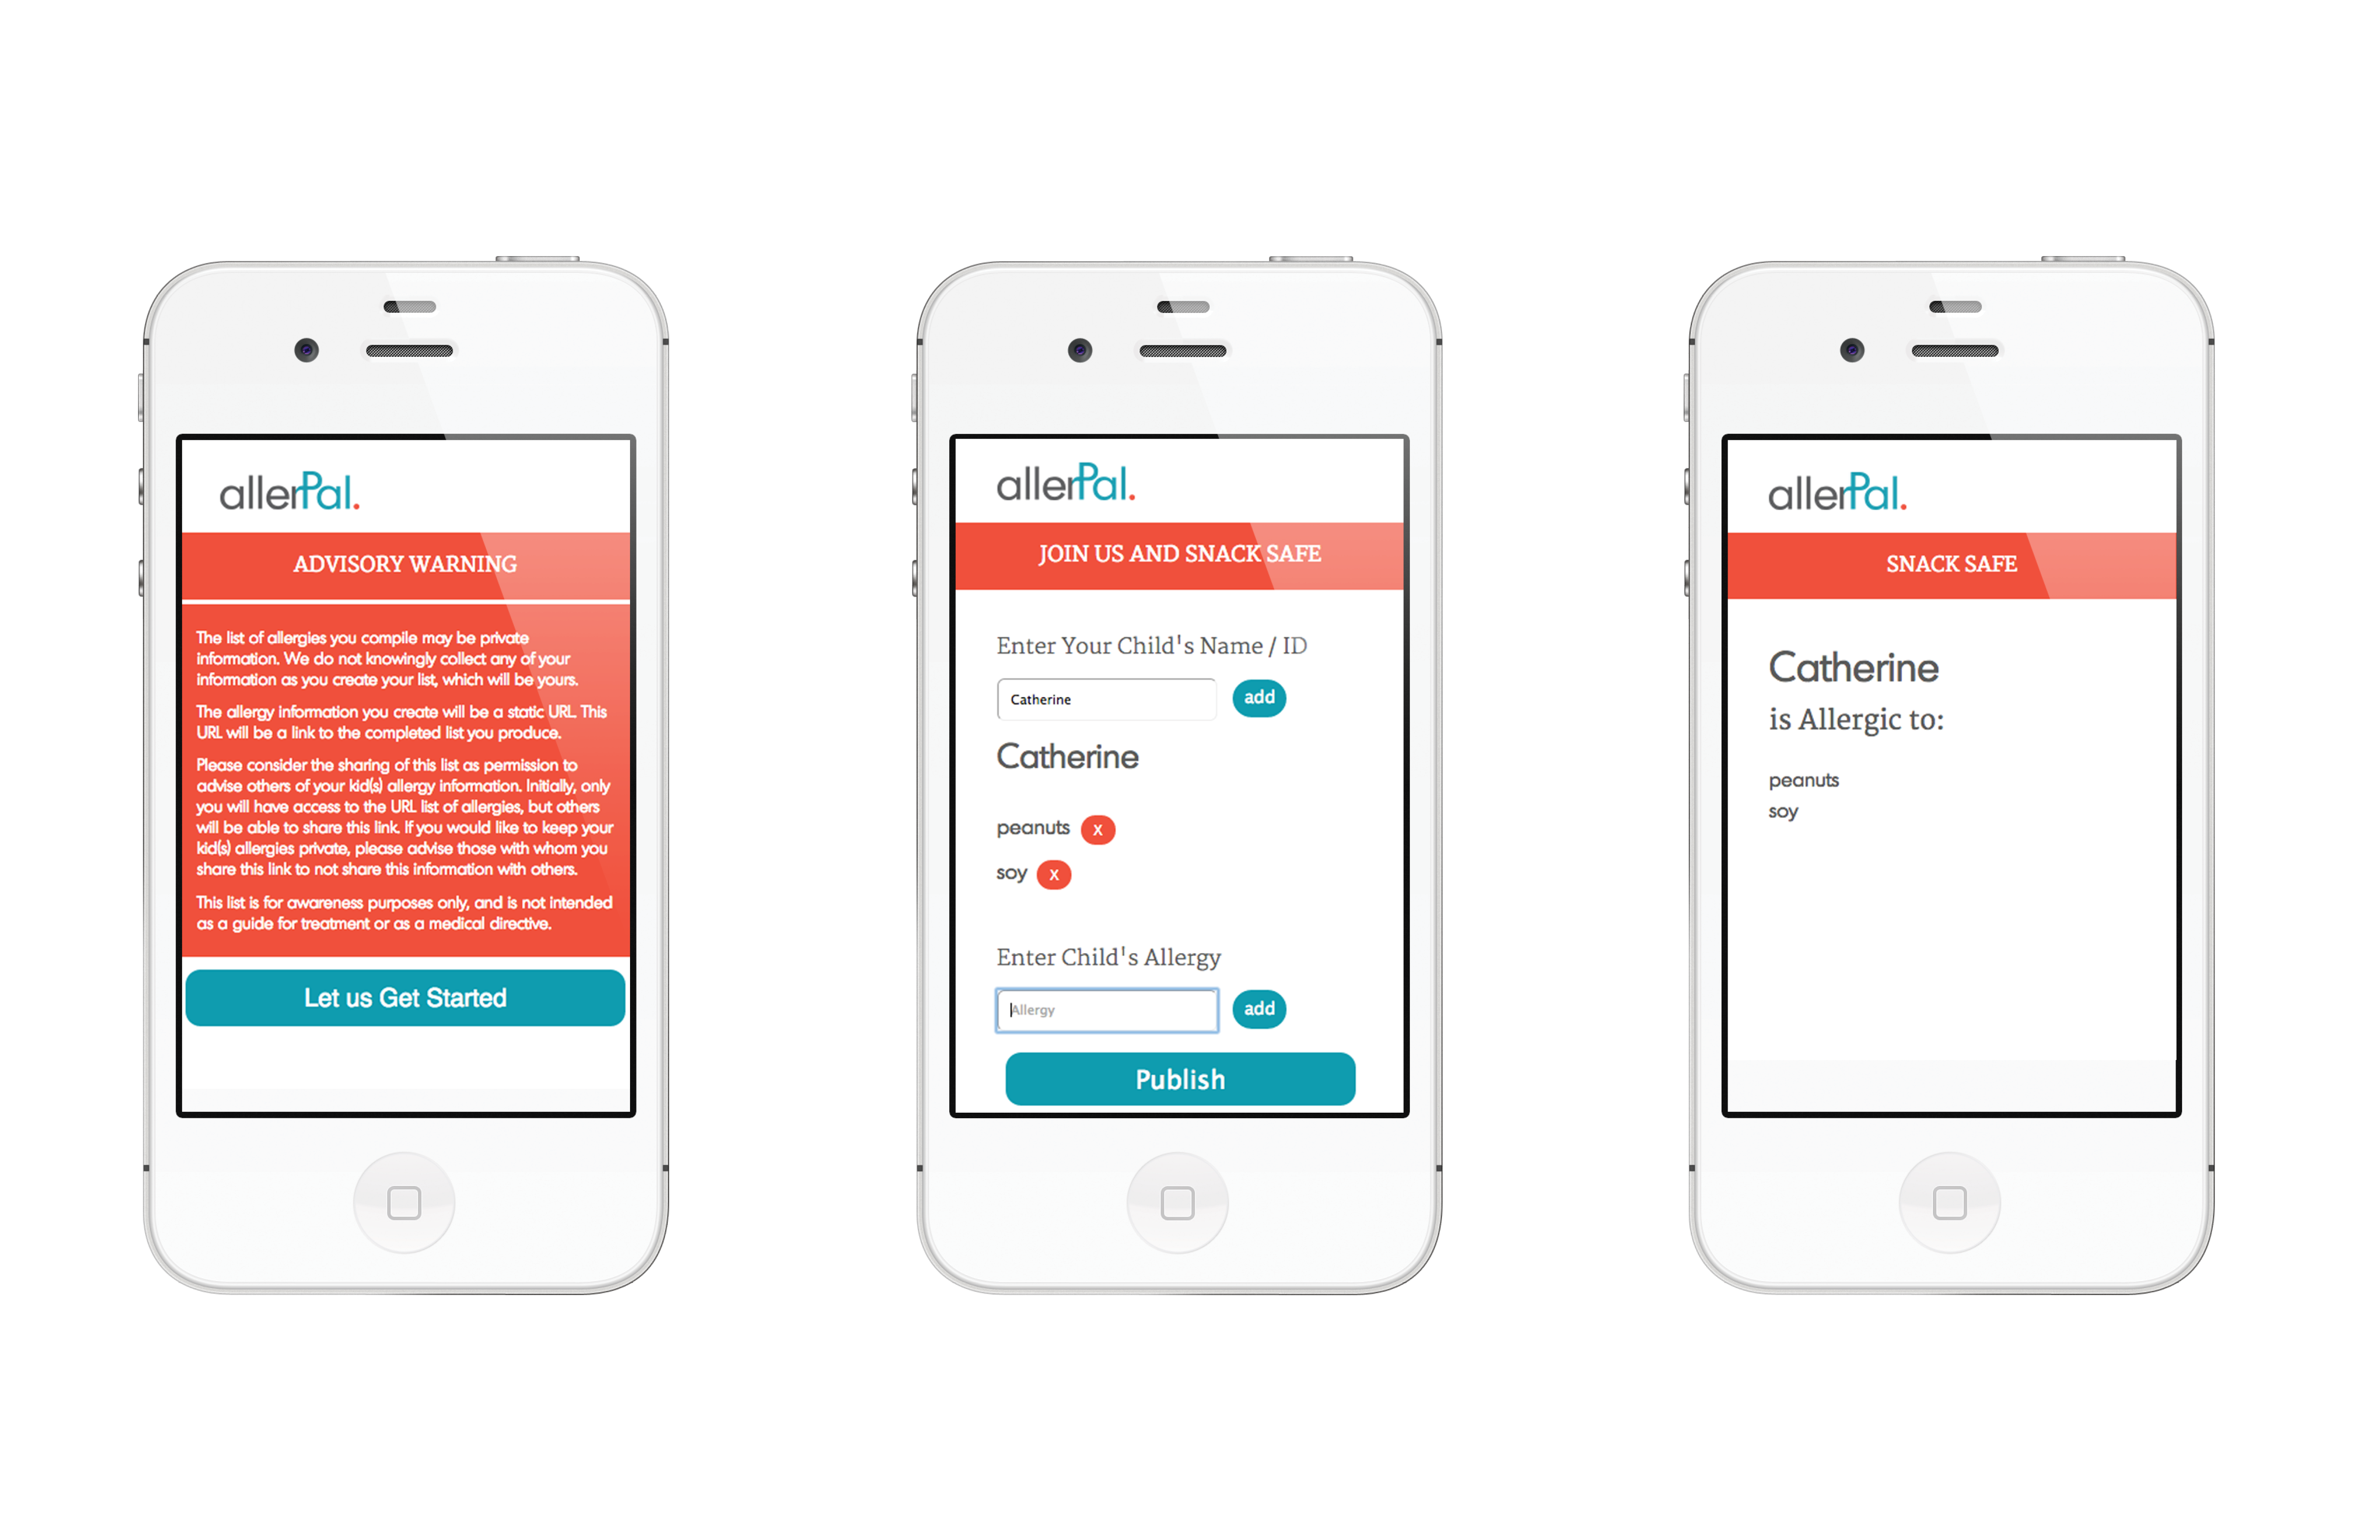 allerPal.
ADVISORY WARNING
The list of allergies you compile may be private
information. We do not knowingly collect any of your
information as you create your list, which will be yours.
The allergy information you create will be a static URL. This
URL will be a link to the completed list you produce.
Please consider the sharing of this list as permission to
advise others of your kid(s) allergy information. Initially, only
you will have access to the URL list of allergies, but others
will be able to share this link. If you would like to keep your
kid(s) allergies private, please advise those with whom you
share this link to not share this information with others.
This list is for awareness purposes only, and is not intended
as a guide for treatment or as a medical directive.
Let us Get Started
allerPal.
JOIN US AND SNACK SAFE
Enter Your Child's Name / ID
Catherine add
Catherine
peanuts x
soy x
Enter Child's Allergy
Allergy add
Publish
allerPal.
SNACK SAFE
Catherine
is Allergic to:
peanuts
soy